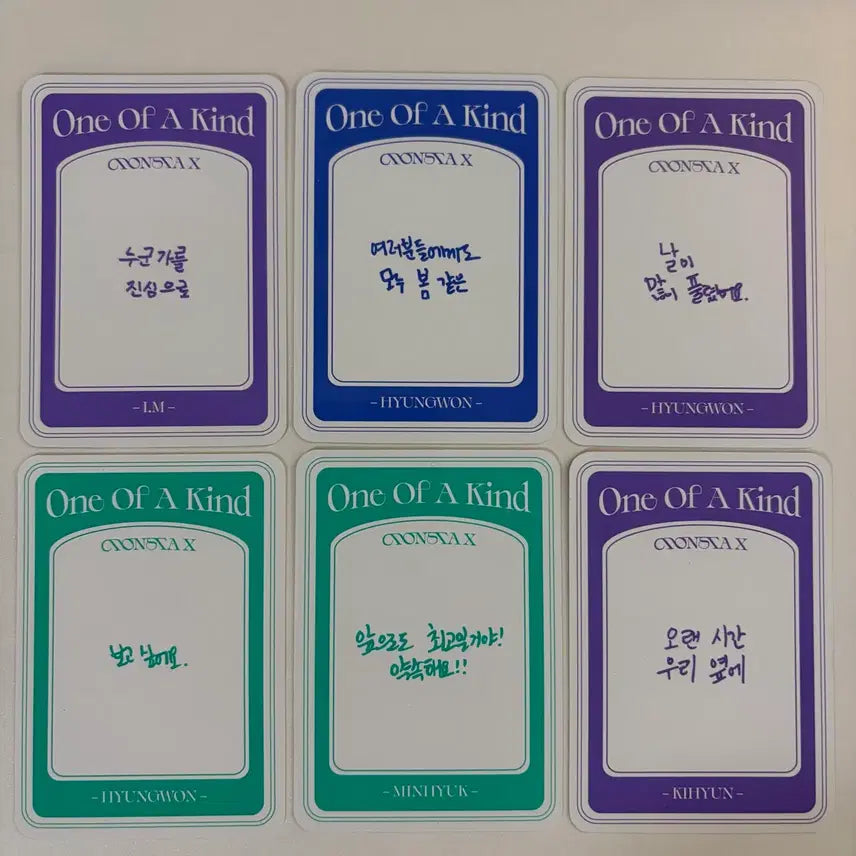 One Of A Kind
MONSTA X
누군가를
진심으로
- I.M -
One Of A Kind
MONSTA X
여러분들에게도
모두 봄 같은
- HYUNGWON -
One Of A Kind
MONSTA X
날이
많이 풀렸어요.
- HYUNGWON -
One Of A Kind
MONSTA X
보고 싶어요.
- HYUNGWON -
One Of A Kind
MONSTA X
앞으로도 최고일거야!
약속해요!!
- MINHYUK -
One Of A Kind
MONSTA X
오랜 시간
우리 옆에
- KIHYUN -